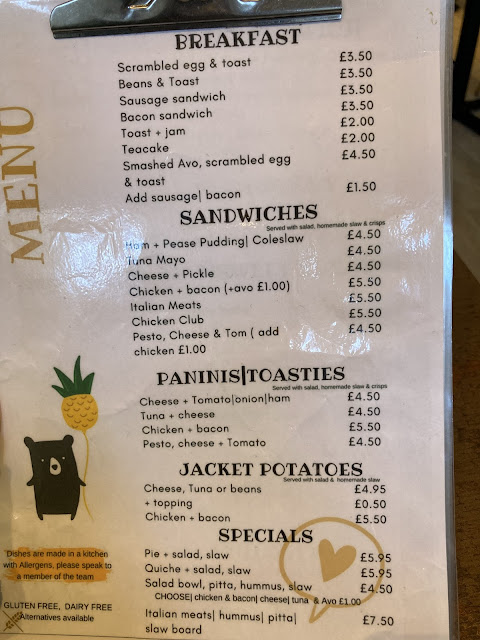 MENU
BREAKFAST
Scrambled egg & toast £3.50
Beans & Toast £3.50
Sausage sandwich £3.50
Bacon sandwich £3.50
Toast + jam £2.00
Teacake £2.00
Smashed Avo, scrambled egg £4.50
& toast
Add sausage| bacon £1.50
SANDWICHES
Served with salad, homemade slaw & crisps
Ham + Pease Pudding| Coleslaw £4.50
Tuna Mayo £4.50
Cheese + Pickle £4.50
Chicken + bacon (+avo £1.00) £5.50
Italian Meats £5.50
Chicken Club £5.50
Pesto, Cheese & Tom ( add £4.50
chicken £1.00
PANINIS|TOASTIES
Served with salad, homemade slaw & crisps
Cheese + Tomato|onion|ham £4.50
Tuna + cheese £4.50
Chicken + bacon £5.50
Pesto, cheese + Tomato £4.50
JACKET POTATOES
Served with salad & homemade slaw
Cheese, Tuna or beans £4.95
+ topping £0.50
Chicken + bacon £5.50
SPECIALS
Pie + salad, slaw £5.95
Quiche + salad, slaw £5.95
Salad bowl, pitta, hummus, slaw £4.50
CHOOSE| chicken & bacon| cheese| tuna & Avo £1.00
Italian meats| hummus| pitta| £7.50
slaw board
*Dishes are made in a kitchen
with Allergens, please speak to
a member of the team
GLUTEN FREE, DAIRY FREE
Alternatives available